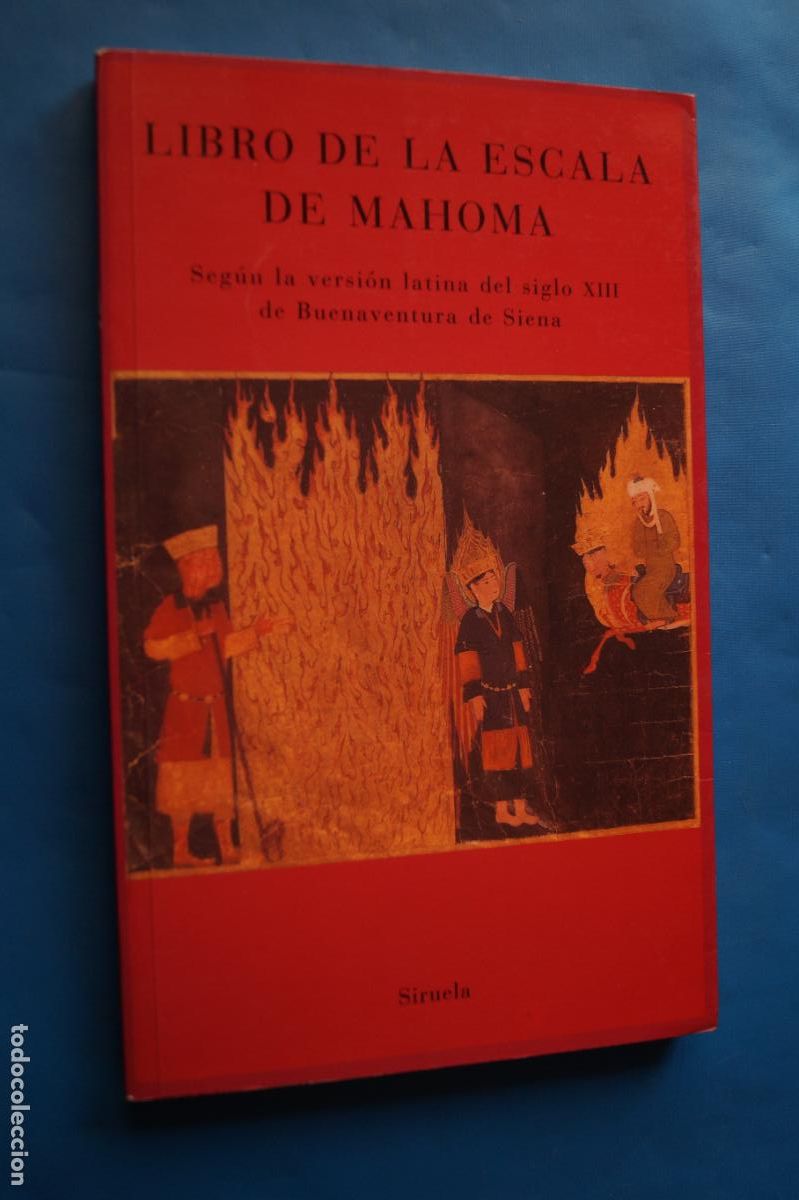 LIBRO DE LA ESCALA
DE MAHOMA
Según la versión latina del siglo XIII
de Buenaventura de Siena
Siruela
todocoleccion